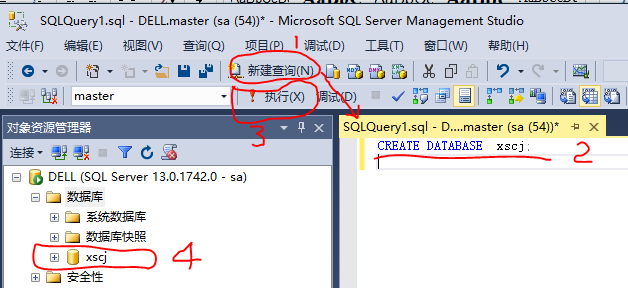 SQLQuery1.sql - DELL.master (sa (54))* - Microsoft SQL Server Management Studio
文件(F) 编辑(E) 视图(V) 查询(Q) 项目(P) 1 调试(D) 工具(T) 窗口(W) 帮助(H)
新建查询(N)
master 执行(X) 调试(D)
3
对象资源管理器
SQLQuery1.sql - D....master (sa (54))*
连接
CREATE DATABASE xscj; 2
DELL (SQL Server 13.0.1742.0 - sa)
数据库
系统数据库
数据库快照
xscj 4
安全性